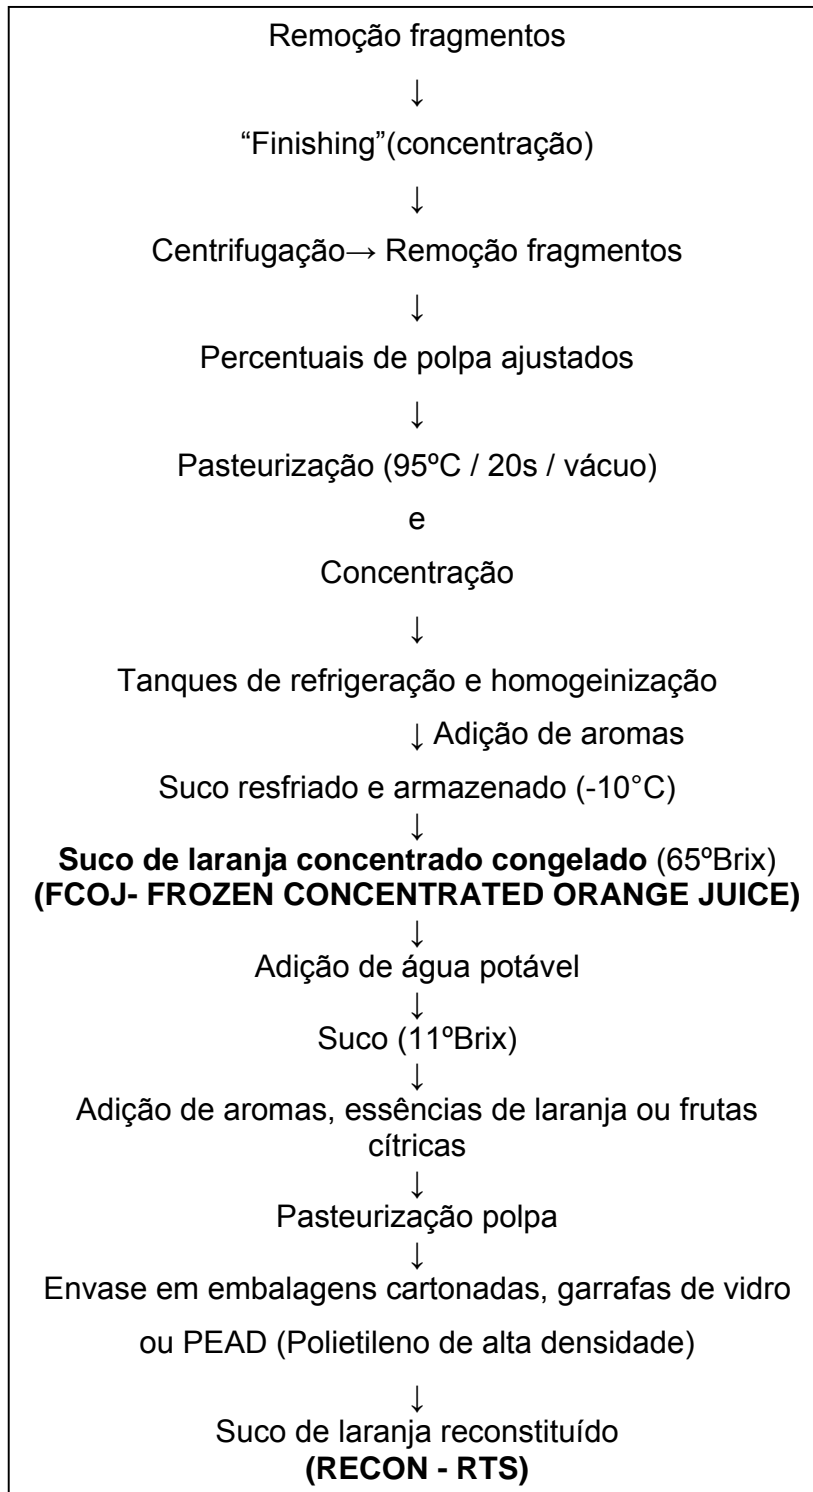 Remoção fragmentos
↓
“Finishing”(concentração)
↓
Centrifugação→ Remoção fragmentos
↓
Percentuais de polpa ajustados
↓
Pasteurização (95ºC / 20s / vácuo)
e
Concentração
↓
Tanques de refrigeração e homogeinização
↓ Adição de aromas
Suco resfriado e armazenado (-10°C)
↓
Suco de laranja concentrado congelado (65ºBrix)
(FCOJ- FROZEN CONCENTRATED ORANGE JUICE)
↓
Adição de água potável
↓
Suco (11ºBrix)
↓
Adição de aromas, essências de laranja ou frutas
cítricas
↓
Pasteurização polpa
↓
Envase em embalagens cartonadas, garrafas de vidro
ou PEAD (Polietileno de alta densidade)
↓
Suco de laranja reconstituído
(RECON - RTS)